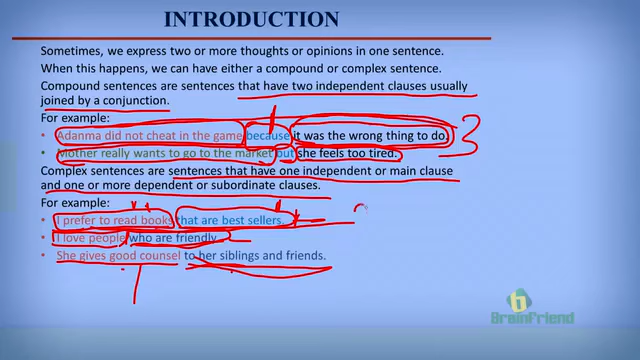 INTRODUCTION
Sometimes, we express two or more thoughts or opinions in one sentence.
When this happens, we can have either a compound or complex sentence.
Compound sentences are sentences that have two independent clauses usually
joined by a conjunction.
For example:
• Adanma did not cheat in the game because it was the wrong thing to do.
• Mother really wants to go to the market but she feels too tired.
Complex sentences are sentences that have one independent or main clause
and one or more dependent or subordinate clauses.
For example:
• I prefer to read books that are best sellers.
• I love people who are friendly.
• She gives good counsel to her siblings and friends.
BrainFriend